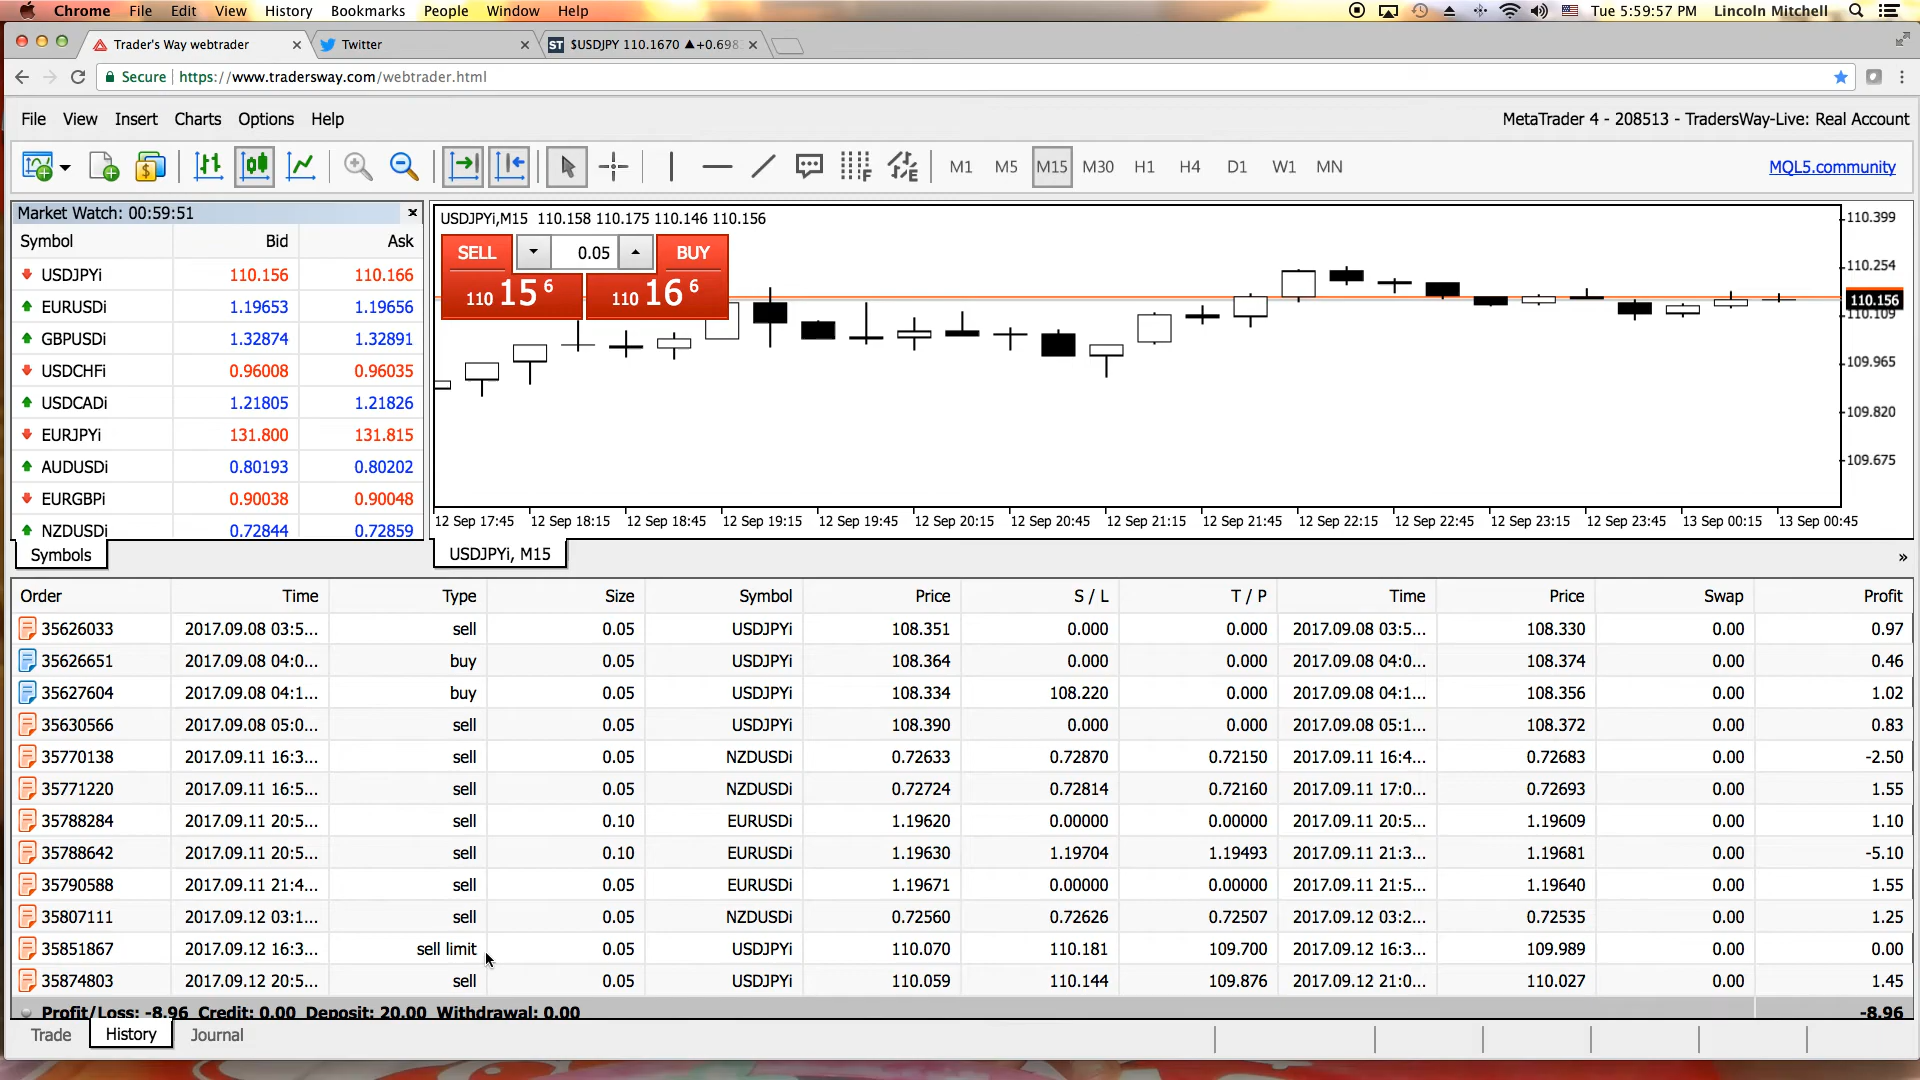 Chrome File Edit View History Bookmarks People Window Help Tue 5:59:57 PM Lincoln Mitchell
Trader's Way webtrader Twitter ST $USDJPY 110.1670 ▲+0.698
Secure https://www.tradersway.com/webtrader.html
File View Insert Charts Options Help MetaTrader 4 - 208513 - TradersWay-Live: Real Account
M1 M5 M15 M30 H1 H4 D1 W1 MN MQL5.community
Market Watch: 00:59:51
Symbol Bid Ask
USDJPYi 110.156 110.166
EURUSDi 1.19653 1.19656
GBPUSDi 1.32874 1.32891
USDCHFi 0.96008 0.96035
USDCADi 1.21805 1.21826
EURJPYi 131.800 131.815
AUDUSDi 0.80193 0.80202
EURGBPi 0.90038 0.90048
NZDUSDi 0.72844 0.72859
Symbols
USDJPYi,M15 110.158 110.175 110.146 110.156
SELL 0.05 BUY
110 15 6 110 16 6
110.399
110.254
110.156
110.109
109.965
109.820
109.675
12 Sep 17:45 12 Sep 18:15 12 Sep 18:45 12 Sep 19:15 12 Sep 19:45 12 Sep 20:15 12 Sep 20:45 12 Sep 21:15 12 Sep 21:45 12 Sep 22:15 12 Sep 22:45 12 Sep 23:15 12 Sep 23:45 13 Sep 00:15 13 Sep 00:45
USDJPYi, M15 »
Order Time Type Size Symbol Price S / L T / P Time Price Swap Profit
35626033 2017.09.08 03:5... sell 0.05 USDJPYi 108.351 0.000 0.000 2017.09.08 03:5... 108.330 0.00 0.97
35626651 2017.09.08 04:0... buy 0.05 USDJPYi 108.364 0.000 0.000 2017.09.08 04:0... 108.374 0.00 0.46
35627604 2017.09.08 04:1... buy 0.05 USDJPYi 108.334 108.220 0.000 2017.09.08 04:1... 108.356 0.00 1.02
35630566 2017.09.08 05:0... sell 0.05 USDJPYi 108.390 0.000 0.000 2017.09.08 05:1... 108.372 0.00 0.83
35770138 2017.09.11 16:3... sell 0.05 NZDUSDi 0.72633 0.72870 0.72150 2017.09.11 16:4... 0.72683 0.00 -2.50
35771220 2017.09.11 16:5... sell 0.05 NZDUSDi 0.72724 0.72814 0.72160 2017.09.11 17:0... 0.72693 0.00 1.55
35788284 2017.09.11 20:5... sell 0.10 EURUSDi 1.19620 0.00000 0.00000 2017.09.11 20:5... 1.19609 0.00 1.10
35788642 2017.09.11 20:5... sell 0.10 EURUSDi 1.19630 1.19704 1.19493 2017.09.11 21:3... 1.19681 0.00 -5.10
35790588 2017.09.11 21:4... sell 0.05 EURUSDi 1.19671 0.00000 0.00000 2017.09.11 21:5... 1.19640 0.00 1.55
35807111 2017.09.12 03:1... sell 0.05 NZDUSDi 0.72560 0.72626 0.72507 2017.09.12 03:2... 0.72535 0.00 1.25
35851867 2017.09.12 16:3... sell limit 0.05 USDJPYi 110.070 110.181 109.700 2017.09.12 16:3... 109.989 0.00 0.00
35874803 2017.09.12 20:5... sell 0.05 USDJPYi 110.059 110.144 109.876 2017.09.12 21:0... 110.027 0.00 1.45
Profit/Loss: -8.96 Credit: 0.00 Deposit: 20.00 Withdrawal: 0.00 -8.96
Trade History Journal